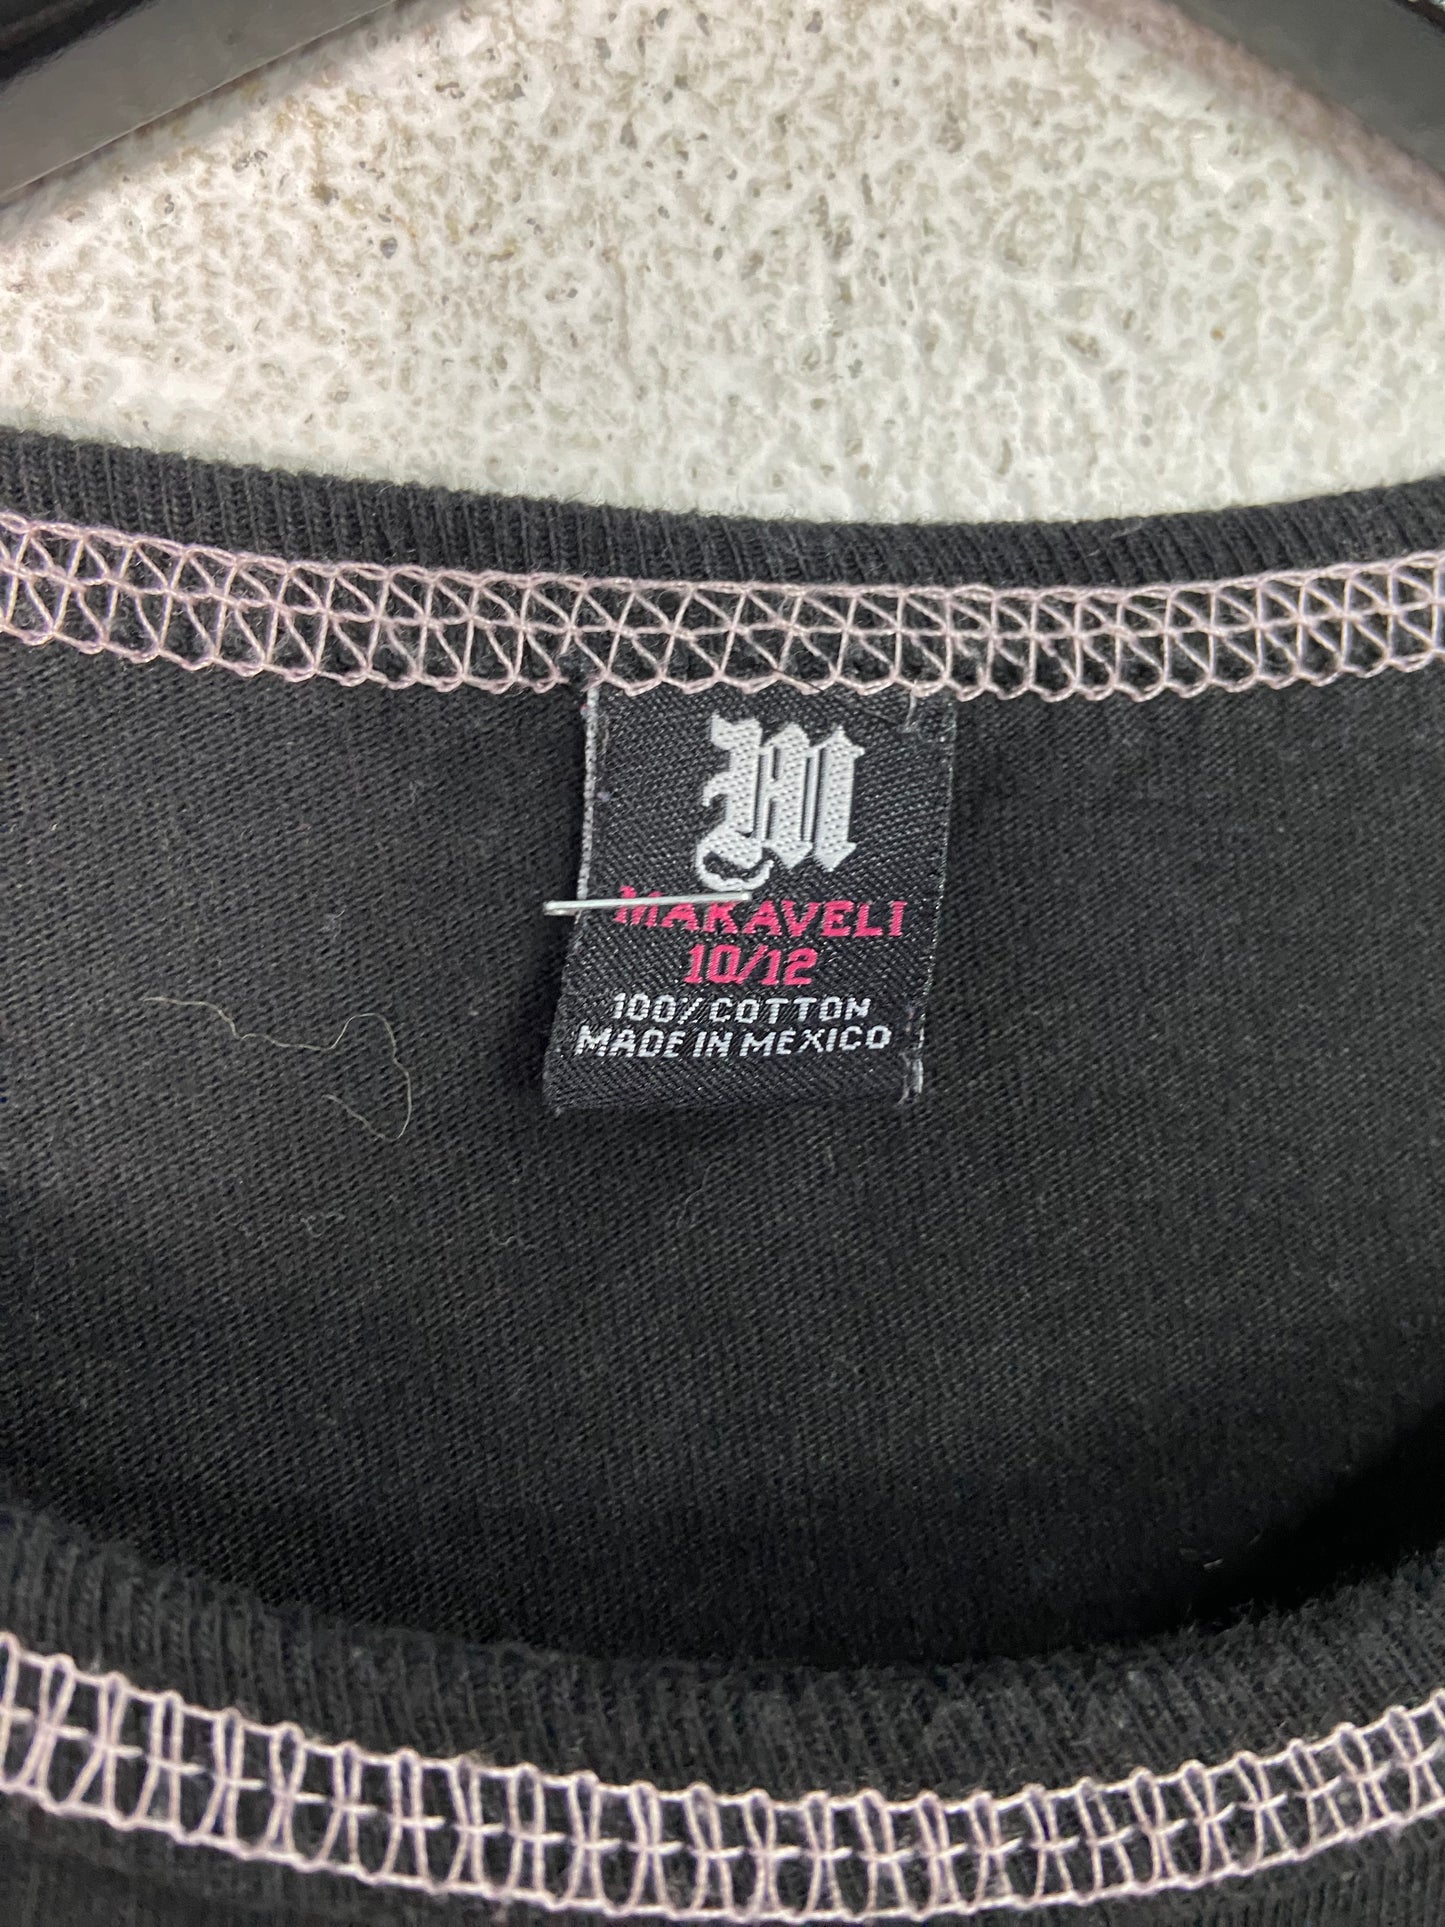 M
MAKAVELI
10/12
100% COTTON
MADE IN MEXICO